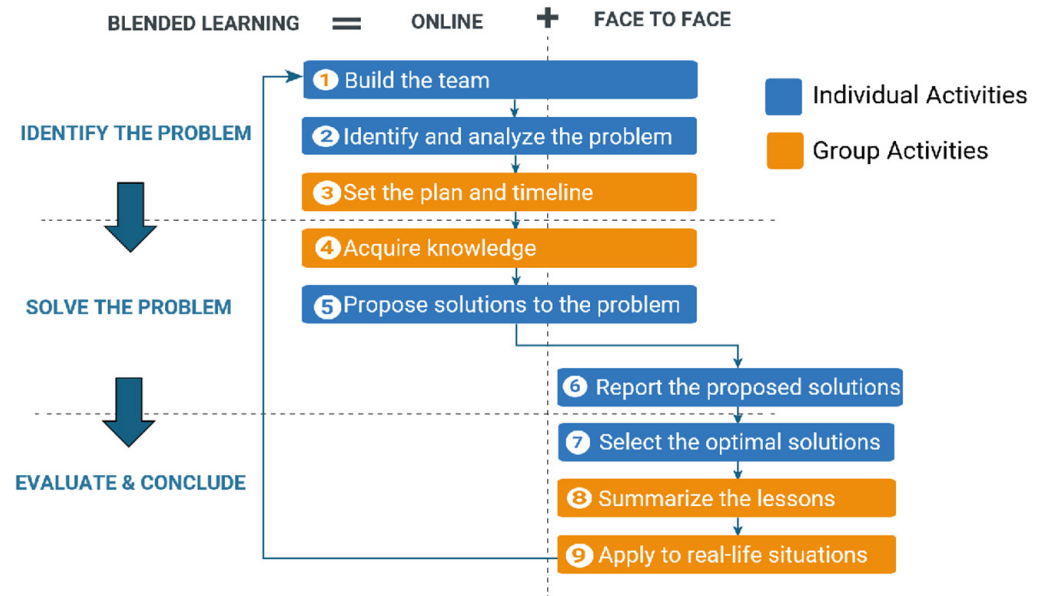 BLENDED LEARNING = ONLINE + FACE TO FACE
1 Build the team
Individual Activities
IDENTIFY THE PROBLEM
2 Identify and analyze the problem
Group Activities
3 Set the plan and timeline
4 Acquire knowledge
SOLVE THE PROBLEM
5 Propose solutions to the problem
6 Report the proposed solutions
7 Select the optimal solutions
EVALUATE & CONCLUDE
8 Summarize the lessons
9 Apply to real-life situations